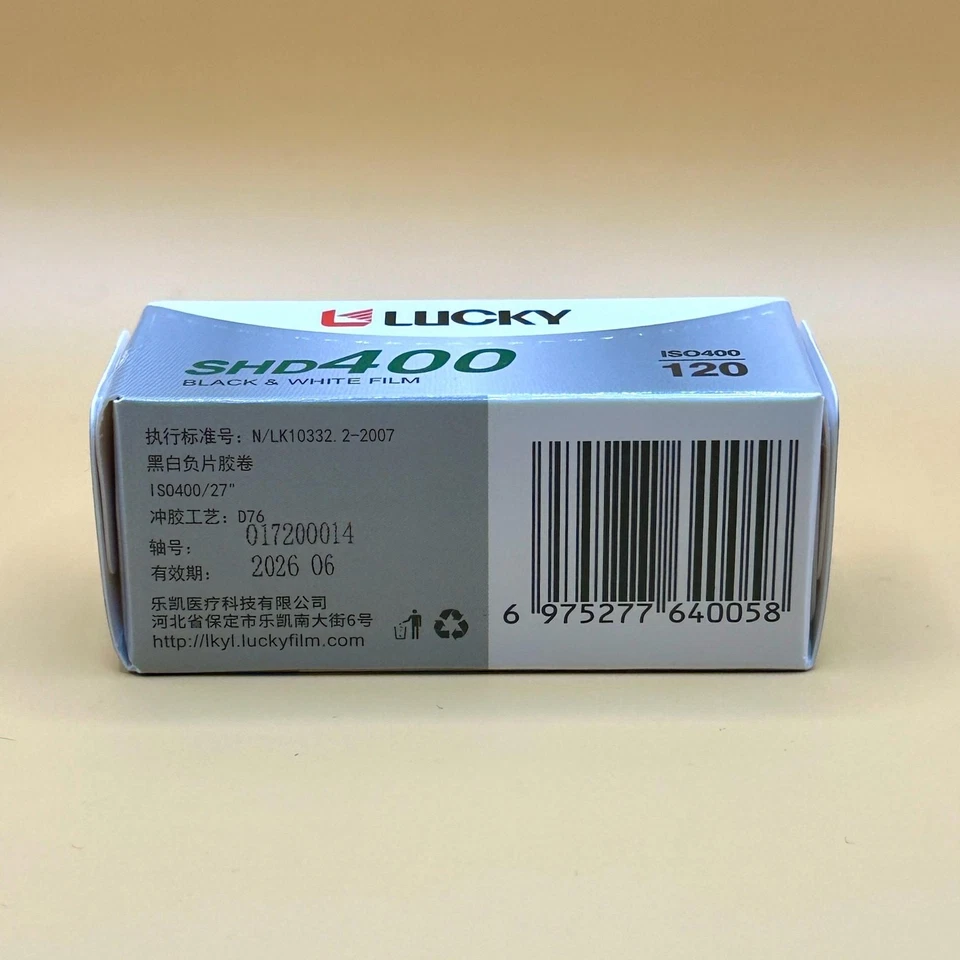 LUCKY
SHD400
BLACK & WHITE FILM
ISO400
120
执行标准号：N/LK10332.2-2007
黑白负片胶卷
ISO400/27"
冲胶工艺：D76
轴号：017200014
有效期：2026 06
乐凯医疗科技有限公司
河北省保定市乐凯南大街6号
http://lkyl.luckyfilm.com
6 975277 640058